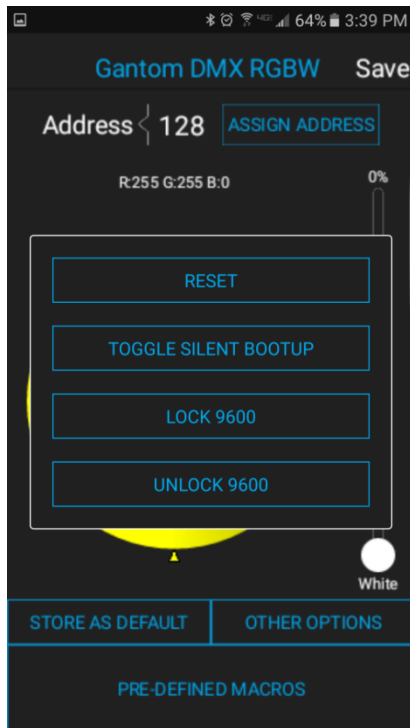 64% 3:39 PM
Gantom DMX RGBW Save
Address 128 ASSIGN ADDRESS
R:255 G:255 B:0 0%
RESET
TOGGLE SILENT BOOTUP
LOCK 9600
UNLOCK 9600
White
STORE AS DEFAULT OTHER OPTIONS
PRE-DEFINED MACROS